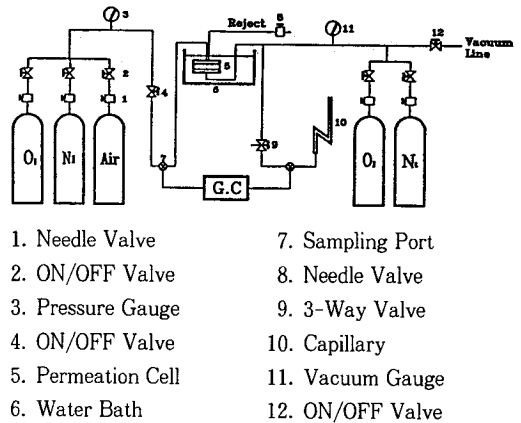 3
Reject
8
11
12
Vacuum
Line
2
1
4
5
6
7
9
10
O₂
N₂
Air
G.C
O₂
N₂
1. Needle Valve
2. ON/OFF Valve
3. Pressure Gauge
4. ON/OFF Valve
5. Permeation Cell
6. Water Bath
7. Sampling Port
8. Needle Valve
9. 3-Way Valve
10. Capillary
11. Vacuum Gauge
12. ON/OFF Valve